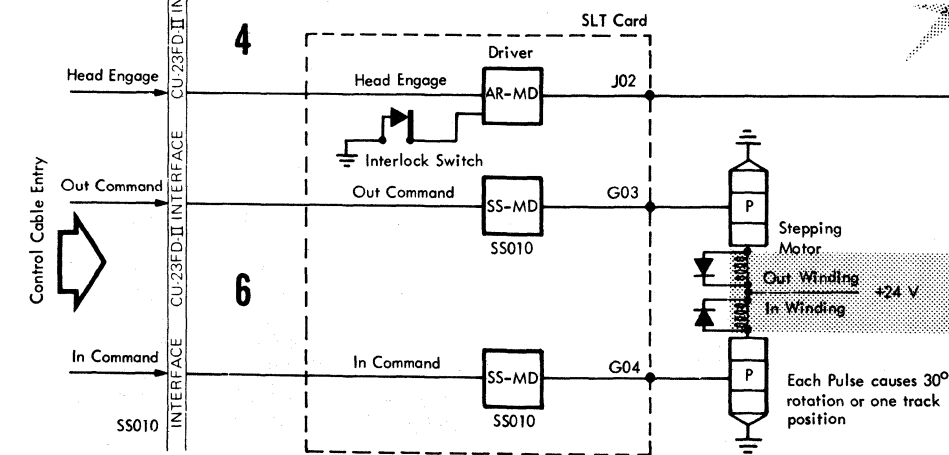 4
SLT Card
Driver
Head Engage
Head Engage
AR-MD
J02
Interlock Switch
CU-23FD-II IN
CU-23FD-II INTERFACE
INTERFACE
Control Cable Entry
Out Command
Out Command
SS-MD
SS010
G03
P
Stepping
Motor
Out Winding
+24 V
In Winding
6
In Command
In Command
SS-MD
SS010
G04
P
Each Pulse causes 30°
rotation or one track
position
SS010